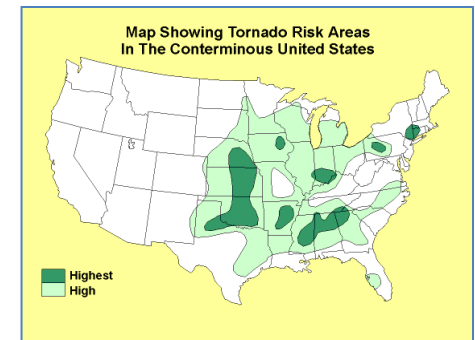 Map Showing Tornado Risk Areas
In The Conterminous United States
Highest
High